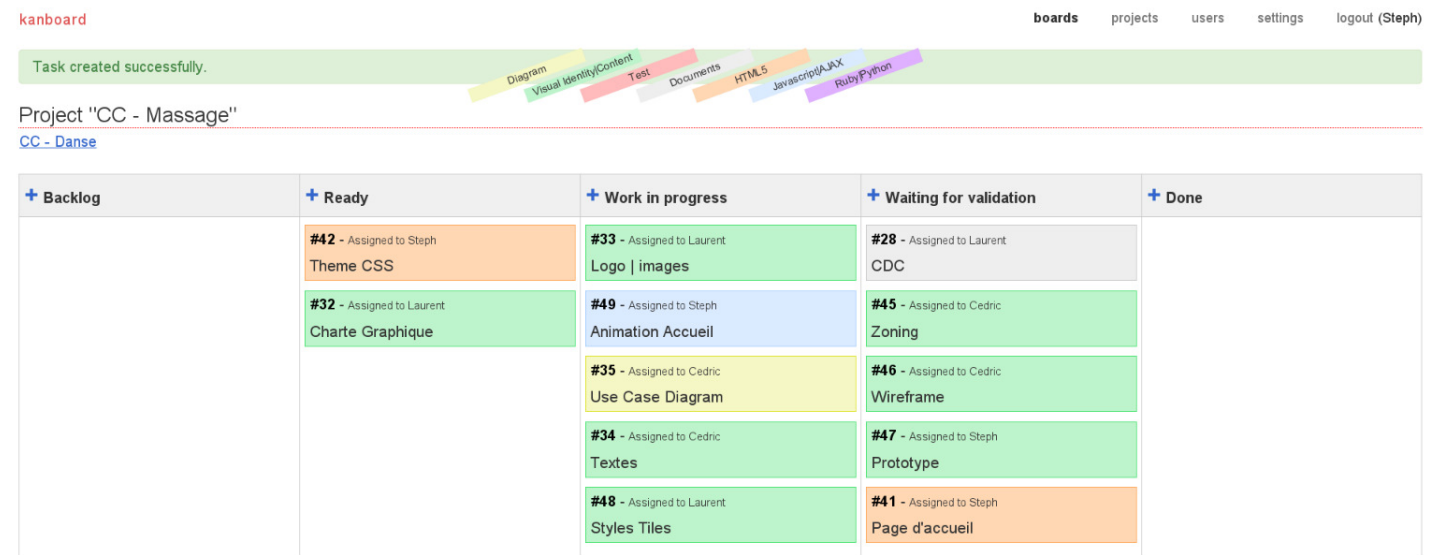 kanboard
boards projects users settings logout (Steph)
Task created successfully.
Diagram
Visual Identity|Content
Test
Documents
HTML5
Javascript|AJAX
Ruby|Python
Project "CC - Massage"
CC - Danse
+ Backlog
+ Ready
+ Work in progress
+ Waiting for validation
+ Done
#42 - Assigned to Steph
Theme CSS
#32 - Assigned to Laurent
Charte Graphique
#33 - Assigned to Laurent
Logo | images
#49 - Assigned to Steph
Animation Accueil
#35 - Assigned to Cedric
Use Case Diagram
#34 - Assigned to Cedric
Textes
#48 - Assigned to Laurent
Styles Tiles
#28 - Assigned to Laurent
CDC
#45 - Assigned to Cedric
Zoning
#46 - Assigned to Cedric
Wireframe
#47 - Assigned to Steph
Prototype
#41 - Assigned to Steph
Page d'accueil